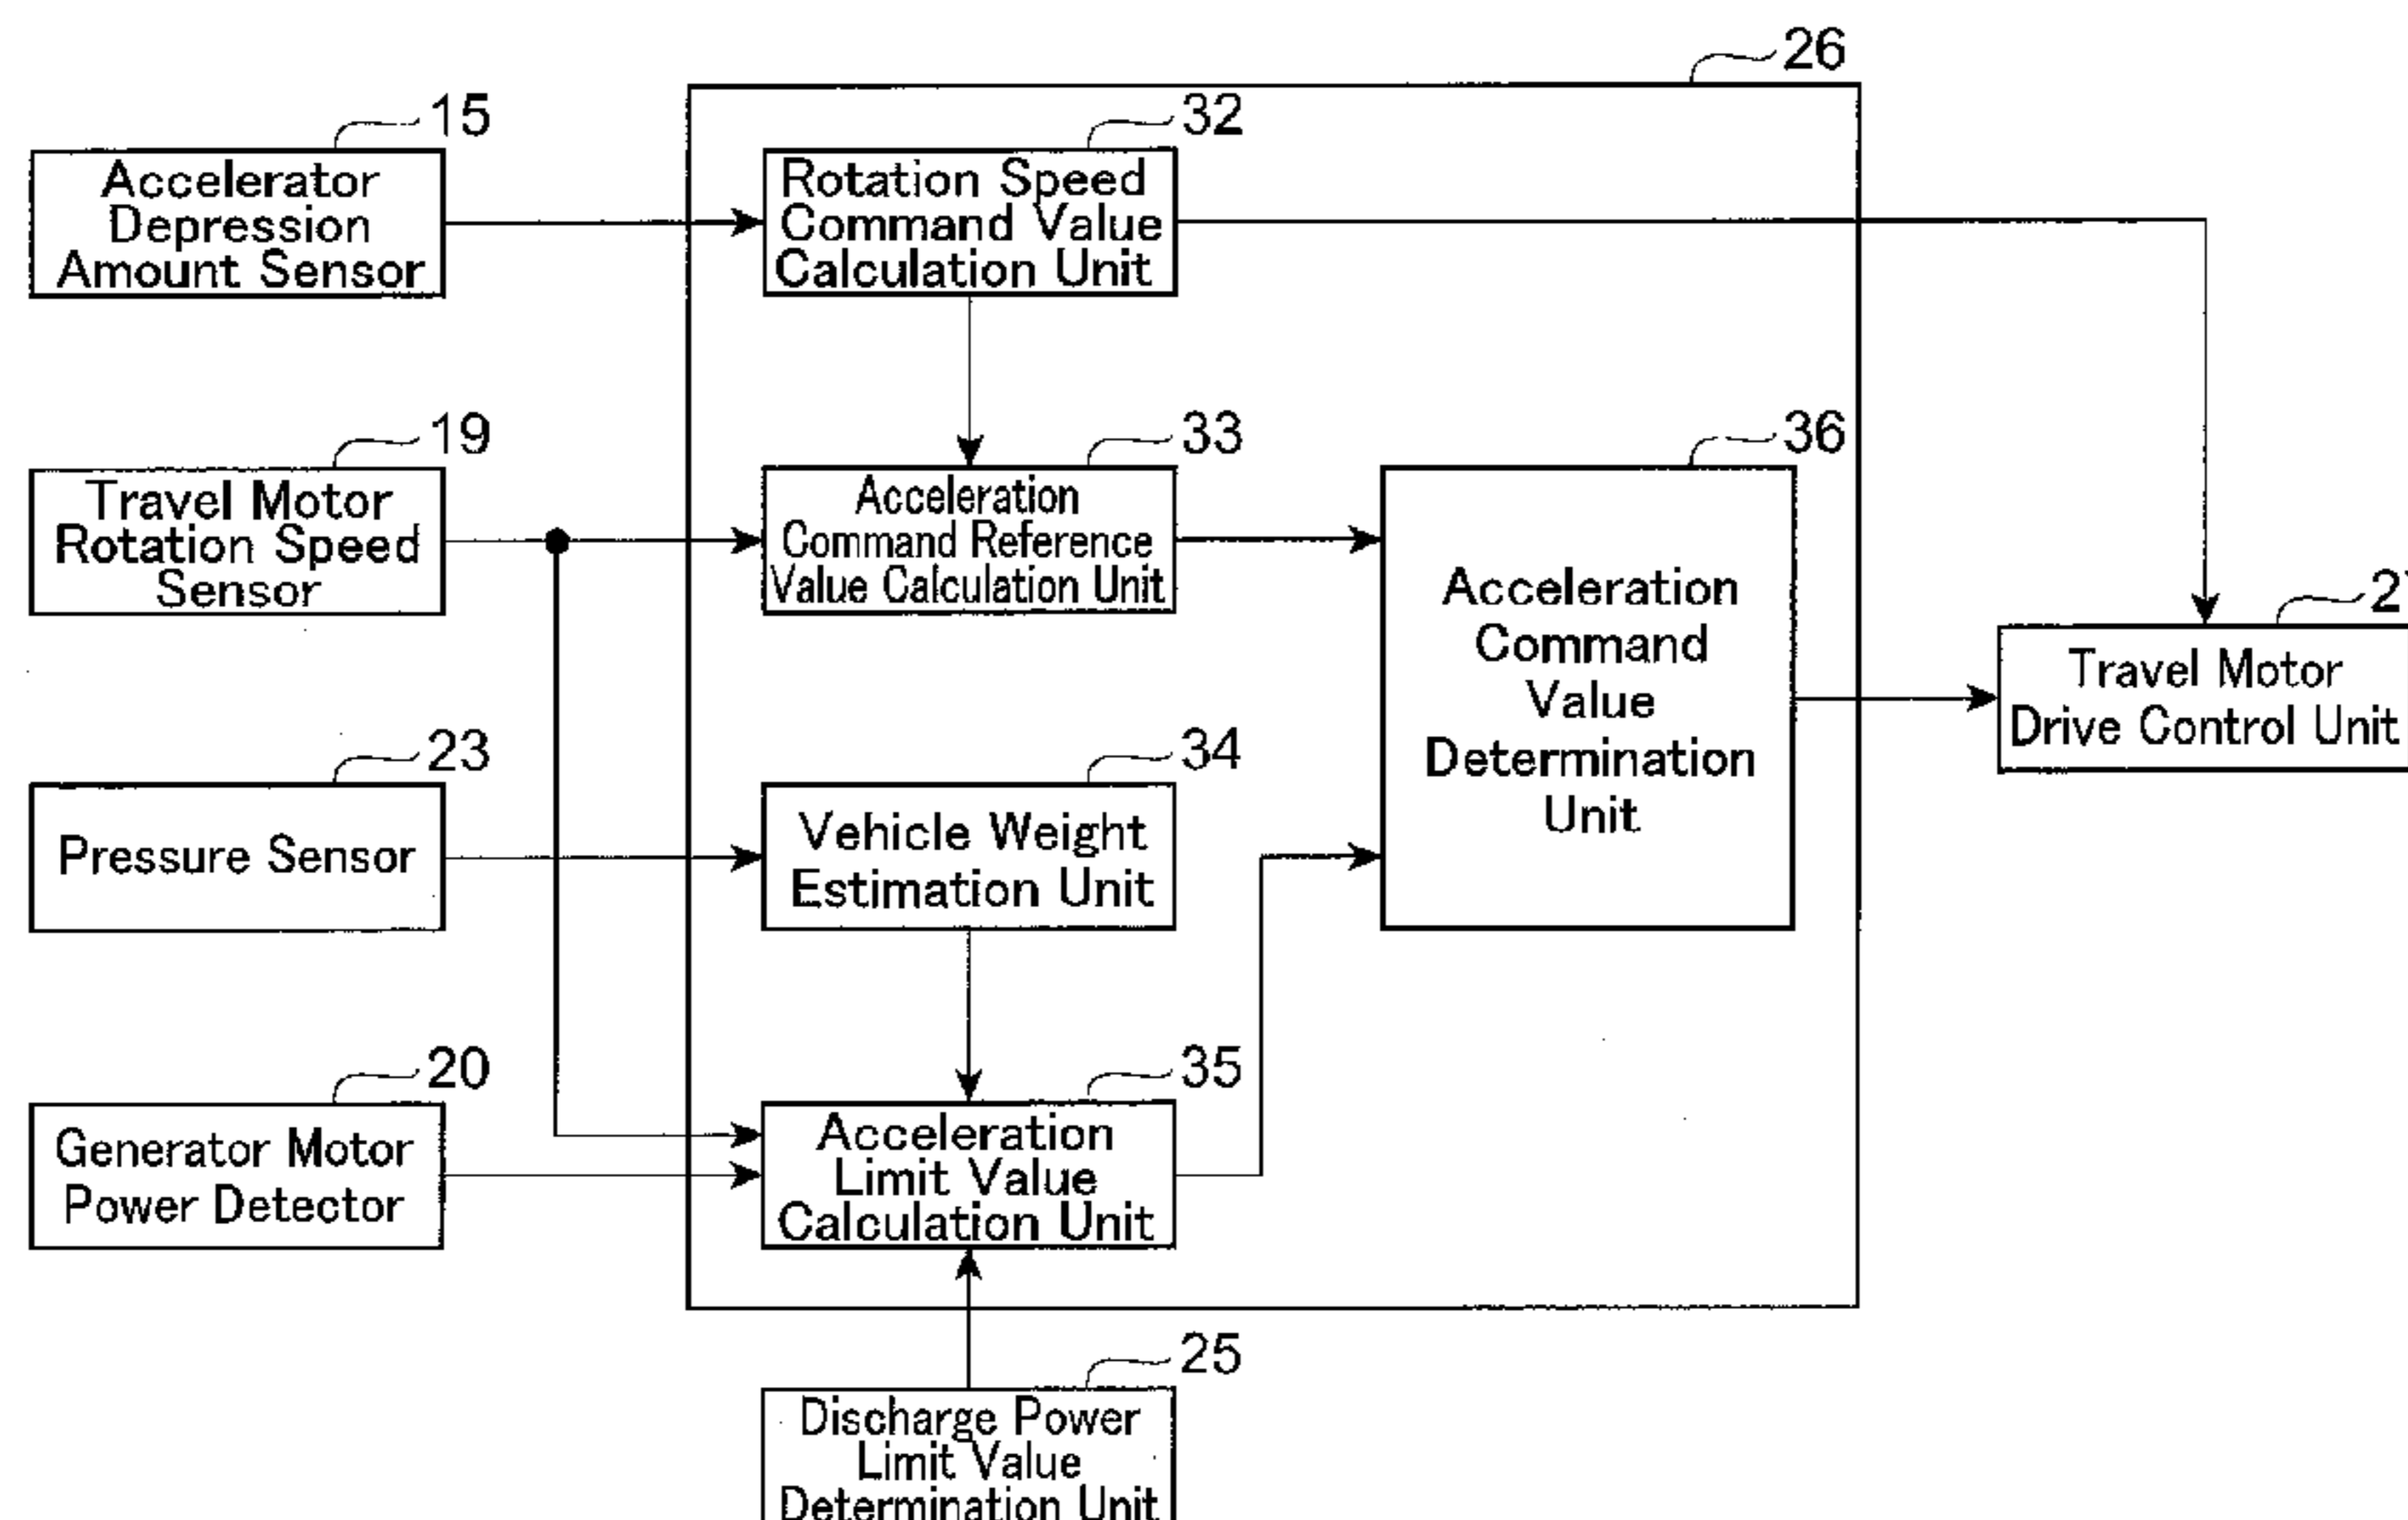 26
15
Accelerator
Depression
Amount Sensor
32
Rotation Speed
Command Value
Calculation Unit
19
Travel Motor
Rotation Speed
Sensor
33
Acceleration
Command Reference
Value Calculation Unit
36
Acceleration
Command
Value
Determination
Unit
Travel Motor
Drive Control Unit
23
Pressure Sensor
34
Vehicle Weight
Estimation Unit
20
Generator Motor
Power Detector
35
Acceleration
Limit Value
Calculation Unit
25
Discharge Power
Limit Value
Determination Unit